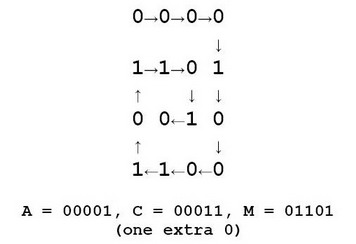 0→0→0→0
↓
1→1→0 1
↑ ↓ ↓
0 0←1 0
↑ ↓
1←1←0←0
A = 00001, C = 00011, M = 01101
(one extra 0)